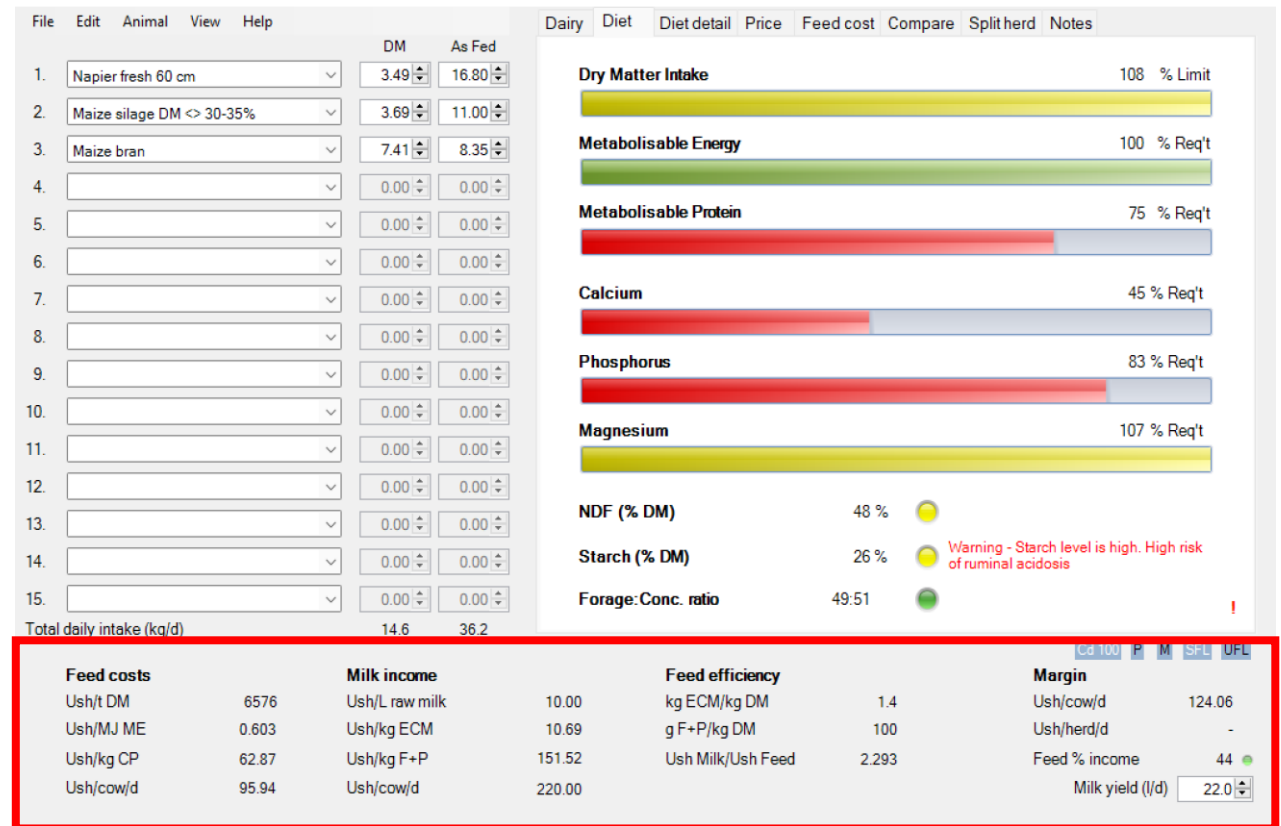 File Edit Animal View Help
DM As Fed
1. Napier fresh 60 cm 3.49 16.80
2. Maize silage DM <> 30-35% 3.69 11.00
3. Maize bran 7.41 8.35
4. 0.00 0.00
5. 0.00 0.00
6. 0.00 0.00
7. 0.00 0.00
8. 0.00 0.00
9. 0.00 0.00
10. 0.00 0.00
11. 0.00 0.00
12. 0.00 0.00
13. 0.00 0.00
14. 0.00 0.00
15. 0.00 0.00
Total daily intake (kg/d) 14.6 36.2
Dairy Diet Diet detail Price Feed cost Compare Split herd Notes
Dry Matter Intake 108 % Limit
Metabolisable Energy 100 % Req't
Metabolisable Protein 75 % Req't
Calcium 45 % Req't
Phosphorus 83 % Req't
Magnesium 107 % Req't
NDF (% DM) 48 %
Starch (% DM) 26 % Warning - Starch level is high. High risk
of ruminal acidosis
Forage:Conc. ratio 49:51
!
Cd 100 P M SFL UFL
Feed costs
Ush/t DM 6576
Ush/MJ ME 0.603
Ush/kg CP 62.87
Ush/cow/d 95.94
Milk income
Ush/L raw milk 10.00
Ush/kg ECM 10.69
Ush/kg F+P 151.52
Ush/cow/d 220.00
Feed efficiency
kg ECM/kg DM 1.4
g F+P/kg DM 100
Ush Milk/Ush Feed 2.293
Margin
Ush/cow/d 124.06
Ush/herd/d -
Feed % income 44
Milk yield (l/d) 22.0